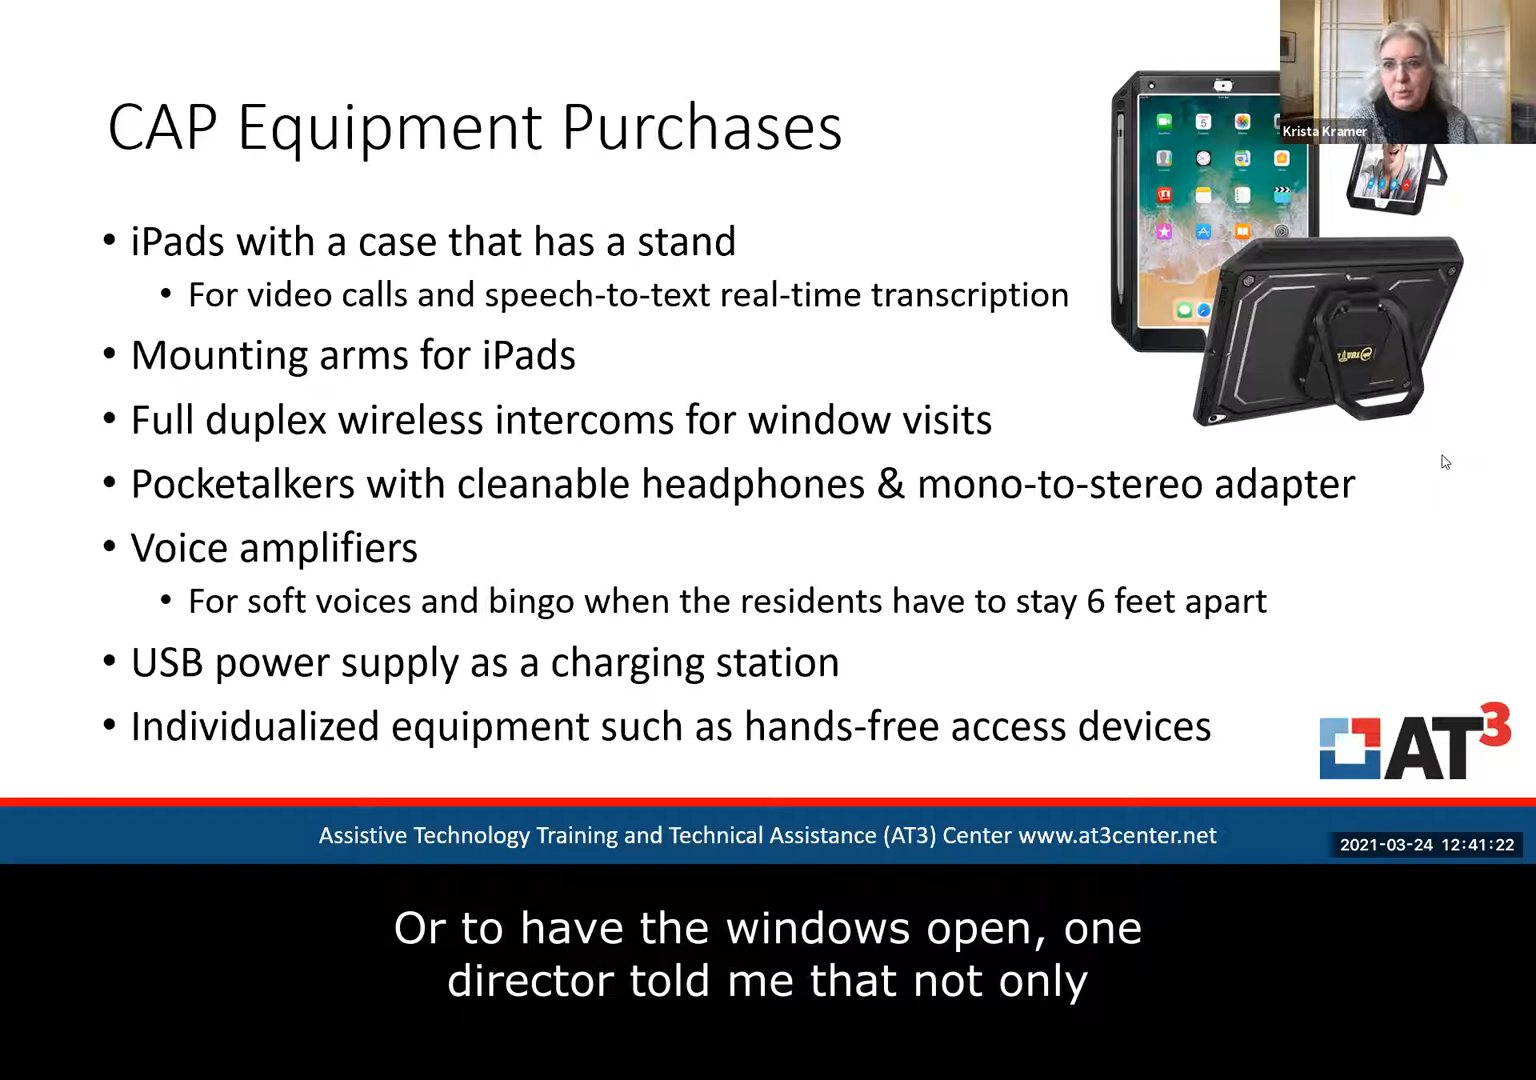 CAP Equipment Purchases
Krista Kramer
• iPads with a case that has a stand
• For video calls and speech-to-text real-time transcription
• Mounting arms for iPads
• Full duplex wireless intercoms for window visits
• Pocketalkers with cleanable headphones & mono-to-stereo adapter
• Voice amplifiers
• For soft voices and bingo when the residents have to stay 6 feet apart
• USB power supply as a charging station
• Individualized equipment such as hands-free access devices
AT3
Assistive Technology Training and Technical Assistance (AT3) Center www.at3center.net
2021-03-24 12:41:22
Or to have the windows open, one
director told me that not only